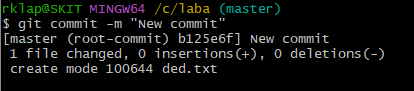 rklap@SKIT MINGW64 /c/laba (master)
$ git commit -m "New commit"
[master (root-commit) b125e6f] New commit
 1 file changed, 0 insertions(+), 0 deletions(-)
 create mode 100644 ded.txt